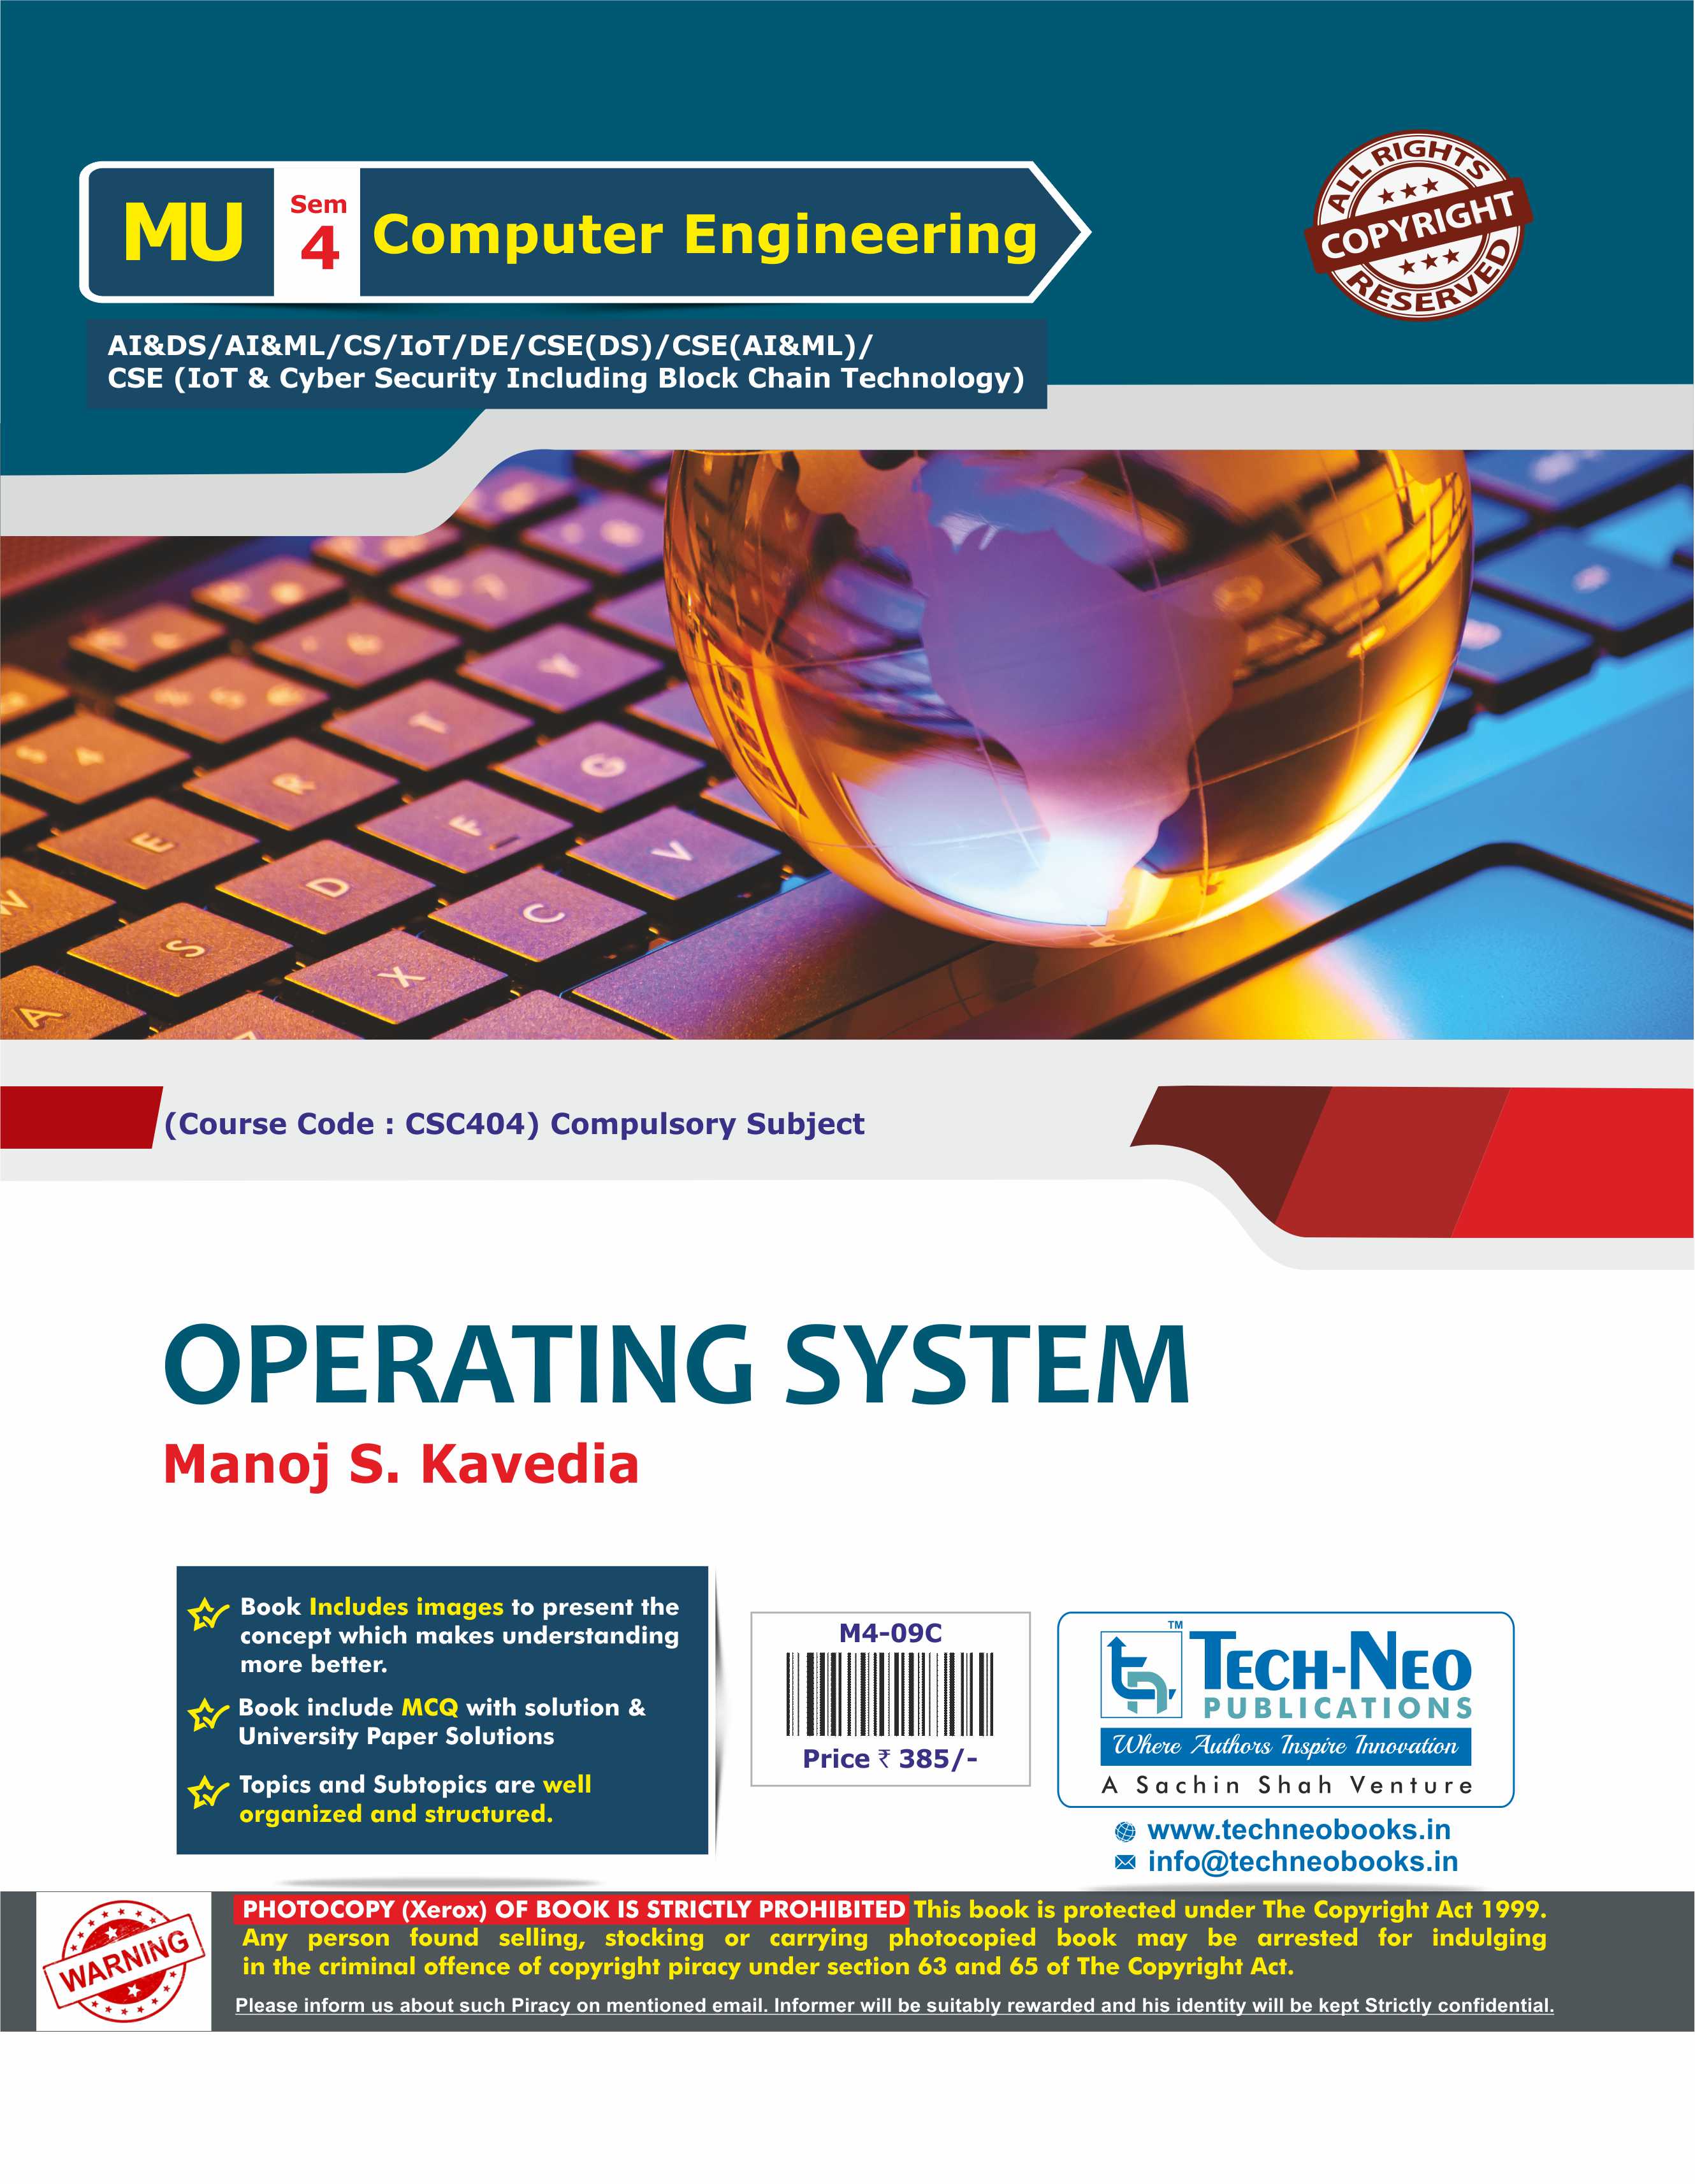 MU
Sem
4
Computer Engineering
ALL RIGHTS
COPYRIGHT
RESERVED
AI&DS/AI&ML/CS/IoT/DE/CSE(DS)/CSE(AI&ML)/
CSE (IoT & Cyber Security Including Block Chain Technology)
Y
T
G
R
F
V
E
D
C
S
X
A
(Course Code : CSC404) Compulsory Subject
OPERATING SYSTEM
Manoj S. Kavedia
Book Includes images to present the
concept which makes understanding
more better.
Book include MCQ with solution &
University Paper Solutions
Topics and Subtopics are well
organized and structured.
M4-09C
Price ₹ 385/-
TM
TECH-NEO
PUBLICATIONS
Where Authors Inspire Innovation
A Sachin Shah Venture
www.techneobooks.in
info@techneobooks.in
WARNING
PHOTOCOPY (Xerox) OF BOOK IS STRICTLY PROHIBITED This book is protected under The Copyright Act 1999.
Any person found selling, stocking or carrying photocopied book may be arrested for indulging
in the criminal offence of copyright piracy under section 63 and 65 of The Copyright Act.
Please inform us about such Piracy on mentioned email. Informer will be suitably rewarded and his identity will be kept Strictly confidential.